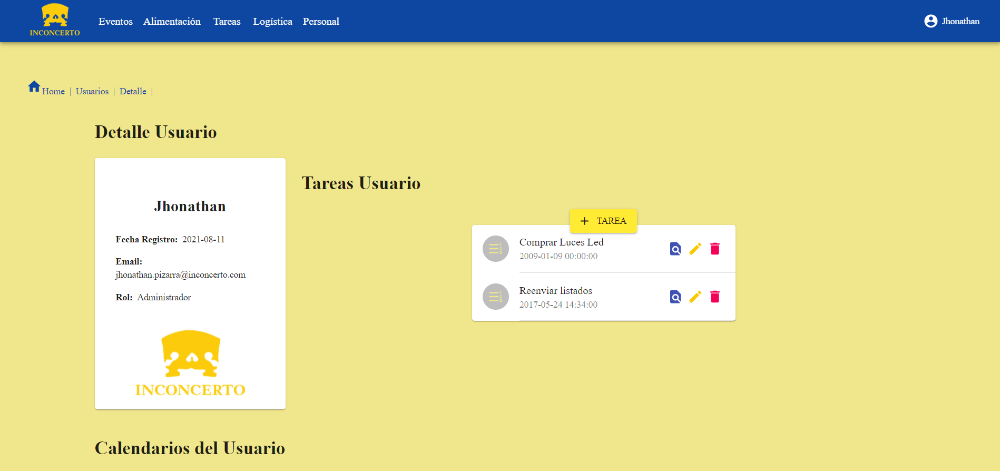 INCONCERTO
Eventos Alimentación Tareas Logística Personal
Jhonathan
Home | Usuarios | Detalle |
Detalle Usuario
Jhonathan
Fecha Registro: 2021-08-11
Email:
jhonathan.pizarra@inconcerto.com
Rol: Administrador
INCONCERTO
Tareas Usuario
+ TAREA
Comprar Luces Led
2009-01-09 00:00:00
Reenviar listados
2017-05-24 14:34:00
Calendarios del Usuario